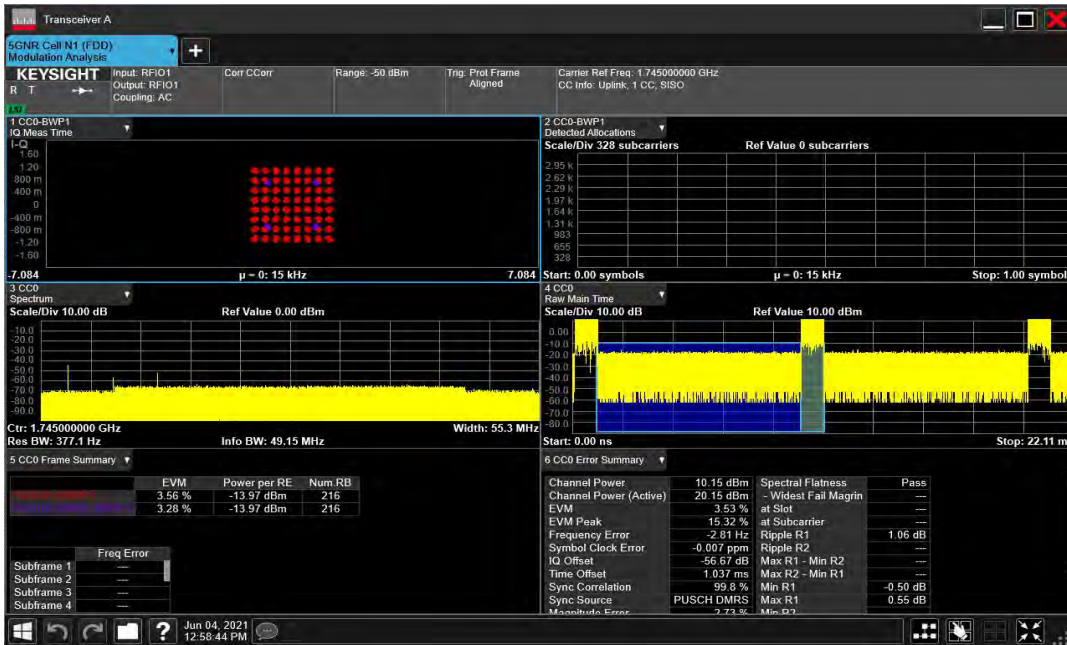 Transceiver A
5GNR Cell N1 (FDD)
Modulation Analysis
+
KEYSIGHT
R T
LXI
Input: RFIO1
Output: RFIO1
Coupling: AC
Corr CCorr
Range: -50 dBm
Trig: Prot Frame
Aligned
Carrier Ref Freq: 1.745000000 GHz
CC Info: Uplink, 1 CC, SISO
1 CC0-BWP1
IQ Meas Time
I-Q
1.60
1.20
800 m
400 m
0
-400 m
-800 m
-1.20
-1.60
-7.084
µ = 0: 15 kHz
7.084
2 CC0-BWP1
Detected Allocations
Scale/Div 328 subcarriers
Ref Value 0 subcarriers
2.95 k
2.62 k
2.29 k
1.97 k
1.64 k
1.31 k
983
655
328
Start: 0.00 symbols
µ = 0: 15 kHz
Stop: 1.00 symbol
3 CC0
Spectrum
Scale/Div 10.00 dB
Ref Value 0.00 dBm
-10.0
-20.0
-30.0
-40.0
-50.0
-60.0
-70.0
-80.0
-90.0
Ctr: 1.745000000 GHz
Width: 55.3 MHz
Res BW: 377.1 Hz
Info BW: 49.15 MHz
4 CC0
Raw Main Time
Scale/Div 10.00 dB
Ref Value 10.00 dBm
0.00
-10.0
-20.0
-30.0
-40.0
-50.0
-60.0
-70.0
-80.0
Start: 0.00 ns
Stop: 22.11 m
5 CC0 Frame Summary
EVM Power per RE Num.RB
3.56 % -13.97 dBm 216
3.28 % -13.97 dBm 216
Freq Error
Subframe 1 ---
Subframe 2 ---
Subframe 3 ---
Subframe 4 ---
6 CC0 Error Summary
Channel Power 10.15 dBm Spectral Flatness Pass
Channel Power (Active) 20.15 dBm - Widest Fail Magrin ---
EVM 3.53 % at Slot ---
EVM Peak 15.32 % at Subcarrier ---
Frequency Error -2.81 Hz Ripple R1 1.06 dB
Symbol Clock Error -0.007 ppm Ripple R2 ---
IQ Offset -56.67 dB Max R1 - Min R2 ---
Time Offset 1.037 ms Max R2 - Min R1 ---
Sync Correlation 99.8 % Min R1 -0.50 dB
Sync Source PUSCH DMRS Max R1 0.55 dB
Magnitude Error 2.73 % Min R2
?
Jun 04, 2021
12:58:44 PM